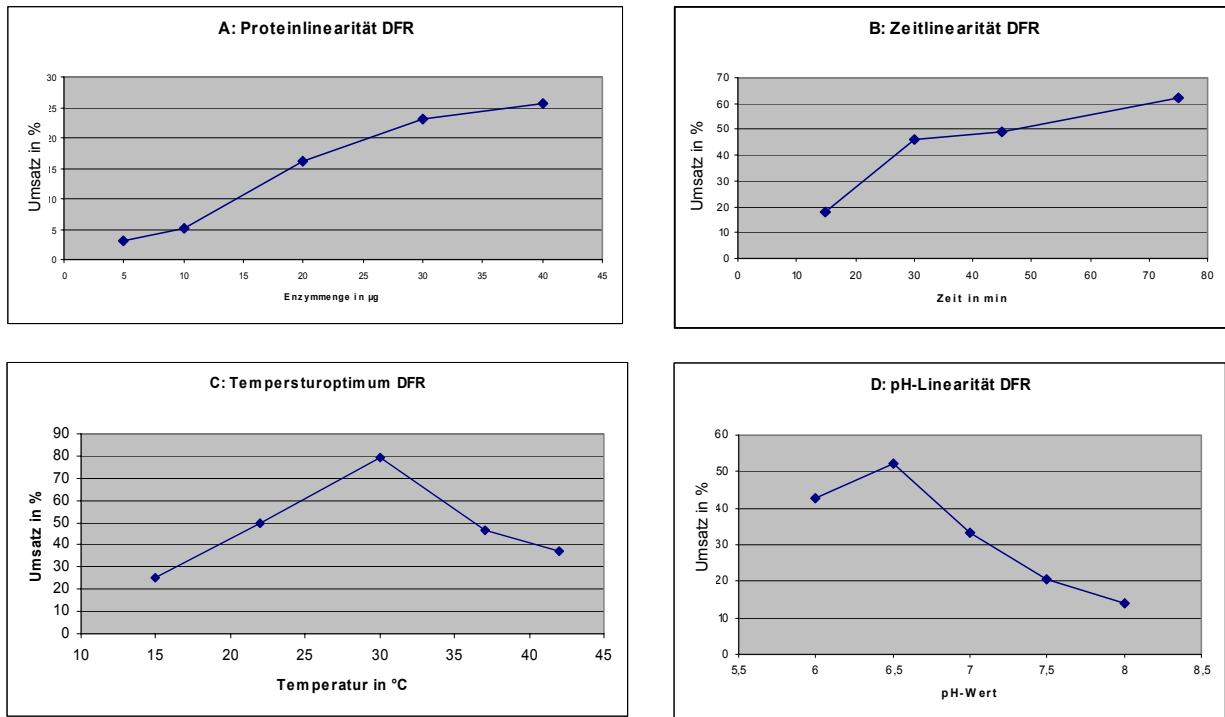 A: Proteinlinearität DFR
Umsatz in %
30
25
20
15
10
5
0
0 5 10 15 20 25 30 35 40 45
Enzymmenge in µg
B: Zeitlinearität DFR
Umsatz in %
70
60
50
40
30
20
10
0
0 10 20 30 40 50 60 70 80
Zeit in min
C: Tempersturoptimum DFR
Umsatz in %
90
80
70
60
50
40
30
20
10
0
10 15 20 25 30 35 40 45
Temperatur in °C
D: pH-Linearität DFR
Umsatz in %
60
50
40
30
20
10
0
5,5 6 6,5 7 7,5 8 8,5
pH-Wert